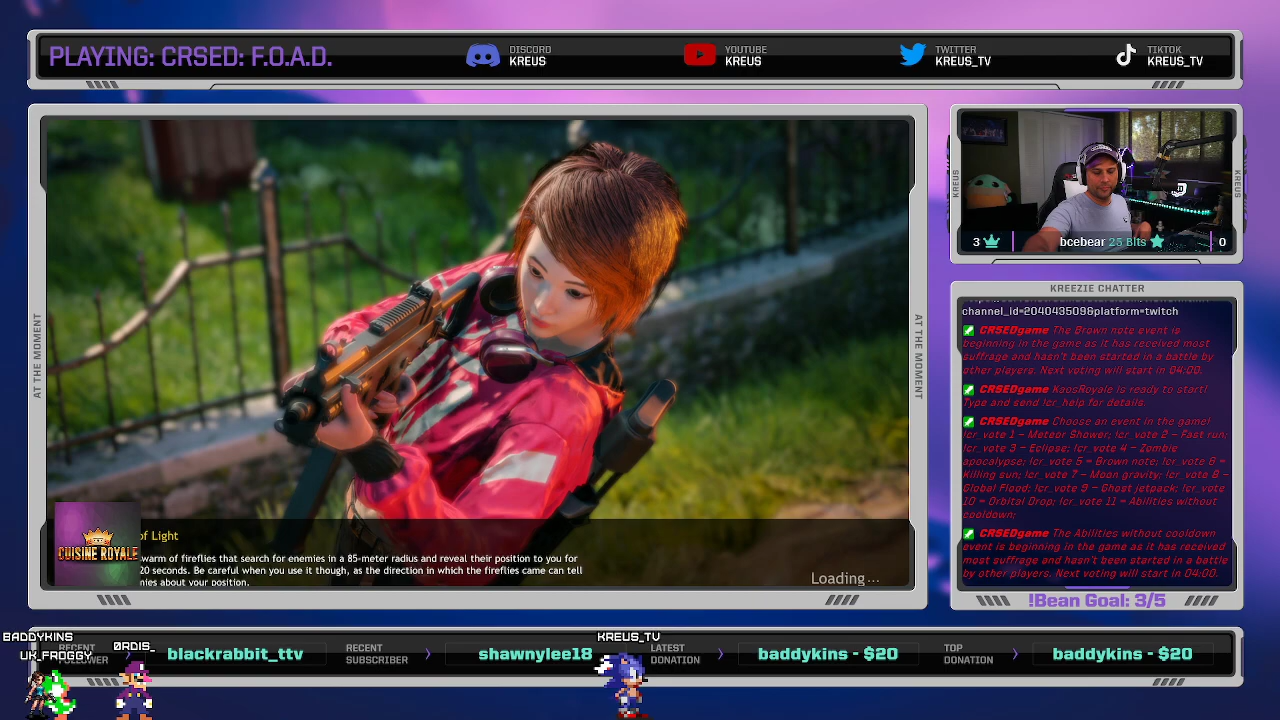 PLAYING: CRSED: F.O.A.D.
DISCORD
KREUS
YOUTUBE
KREUS
TWITTER
KREUS_TV
TIKTOK
KREUS_TV
AT THE MOMENT
AT THE MOMENT
of Light
warm of fireflies that search for enemies in a 85-meter radius and reveal their position to you for
20 seconds. Be careful when you use it though, as the direction in which the fireflies came can tell
nies about your position.
CUISINE ROYALE
Loading...
KREUS
KREUS
3
bcebear 25 Bits
0
KREEZIE CHATTER
channel_id=204043509&platform=twitch
CRSEDgame The Brown note event is
beginning in the game as it has received most
suffrage and hasn't been started in a battle by
other players. Next voting will start in 04:00.
CRSEDgame KaosRoyale is ready to start!
Type and send !cr_help for details.
CRSEDgame Choose an event in the game!
!cr_vote 1 - Meteor Shower; !cr_vote 2 - Fast run;
!cr_vote 3 - Eclipse; !cr_vote 4 - Zombie
apocalypse; !cr_vote 5 = Brown note; !cr_vote 6 =
Killing sun; !cr_vote 7 - Moon gravity; !cr_vote 8 -
Global Flood; !cr_vote 9 - Ghost jetpack; !cr_vote
10 = Orbital Drop; !cr_vote 11 = Abilities without
cooldown;
CRSEDgame The Abilities without cooldown
event is beginning in the game as it has received
most suffrage and hasn't been started in a battle
by other players. Next voting will start in 04:00.
!Bean Goal: 3/5
BADDYKINS
UK_FROGGY
ØRDIS_
KREUS_TV
RECENT
FOLLOWER
blackrabbit_ttv
RECENT
SUBSCRIBER
shawnylee18
LATEST
DONATION
baddykins - $20
TOP
DONATION
baddykins - $20